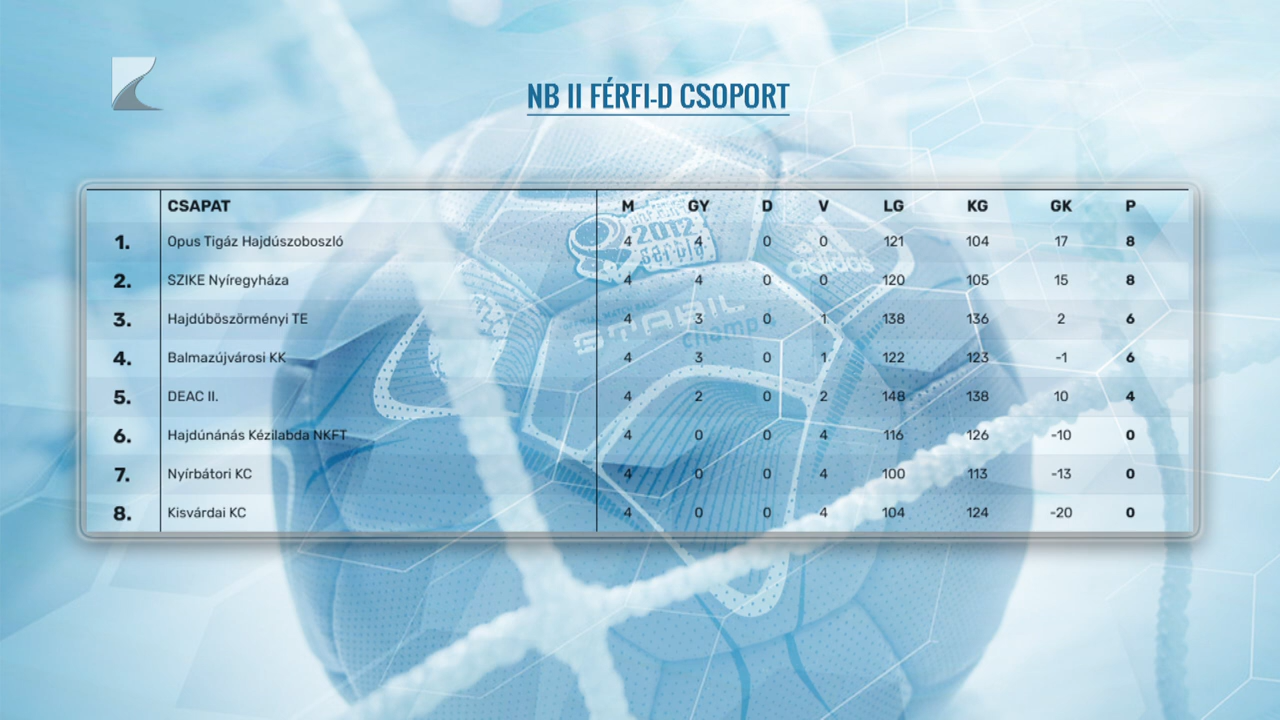 NB II FÉRFI-D CSOPORT
CSAPAT M GY D V LG KG GK P
1. Opus Tigáz Hajdúszoboszló 4 4 0 0 121 104 17 8
2. SZIKE Nyíregyháza 4 4 0 0 120 105 15 8
3. Hajdúböszörményi TE 4 3 0 1 138 136 2 6
4. Balmazújvárosi KK 4 3 0 1 122 123 -1 6
5. DEAC II. 4 2 0 2 148 138 10 4
6. Hajdúnánás Kézilabda NKFT 4 0 0 4 116 126 -10 0
7. Nyírbátori KC 4 0 0 4 100 113 -13 0
8. Kisvárdai KC 4 0 0 4 104 124 -20 0
2012
serbia
adidas
STABIL
champ